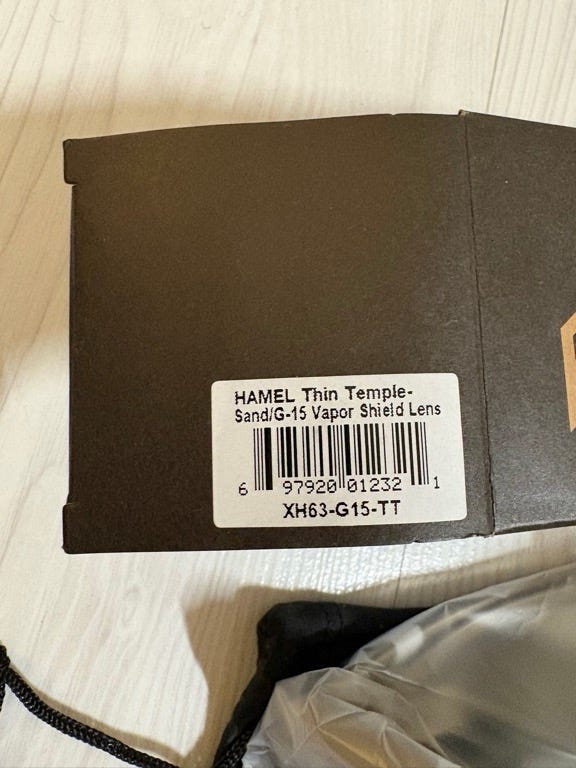 HAMEL Thin Temple-
Sand/G-15 Vapor Shield Lens
6 97920 01232 1
XH63-G15-TT